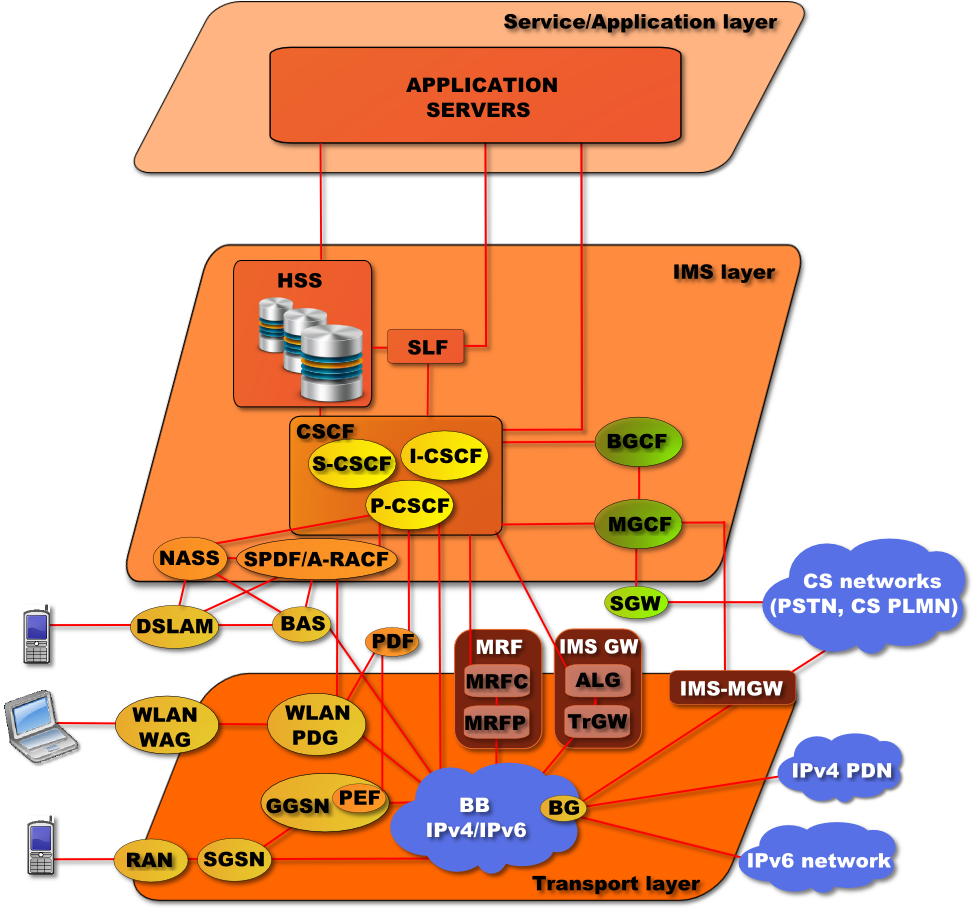 Service/Application layer
APPLICATION
SERVERS
IMS layer
HSS
SLF
CSCF
S-CSCF
I-CSCF
P-CSCF
BGCF
MGCF
NASS
SPDF/A-RACF
SGW
CS networks
(PSTN, CS PLMN)
DSLAM
BAS
PDF
MRF
MRFC
MRFP
IMS GW
ALG
TrGW
IMS-MGW
WLAN
WAG
WLAN
PDG
GGSN
PEF
BB
IPv4/IPv6
BG
IPv4 PDN
RAN
SGSN
IPv6 network
Transport layer